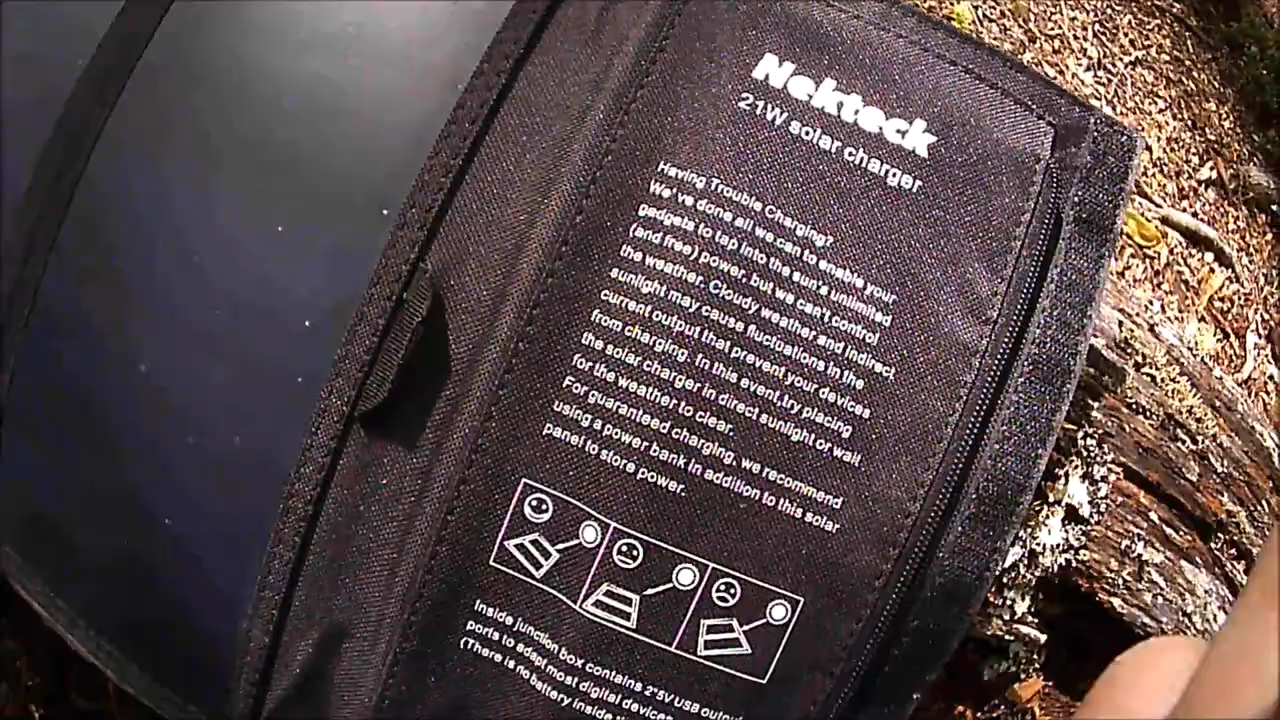 Nekteck
21W solar charger
Having Trouble Charging?
We've done all we can to enable your
gadgets to tap into the sun's unlimited
(and free) power, but we can't control
the weather. Cloudy weather and indirect
sunlight may cause fluctuations in the
current output that prevent your devices
from charging. In this event,try placing
the solar charger in direct sunlight or wait
for the weather to clear.
For guaranteed charging, we recommend
using a power bank in addition to this solar
panel to store power.
Inside junction box contains 2*5V USB output
ports to adapt most digital devices
(There is no battery inside